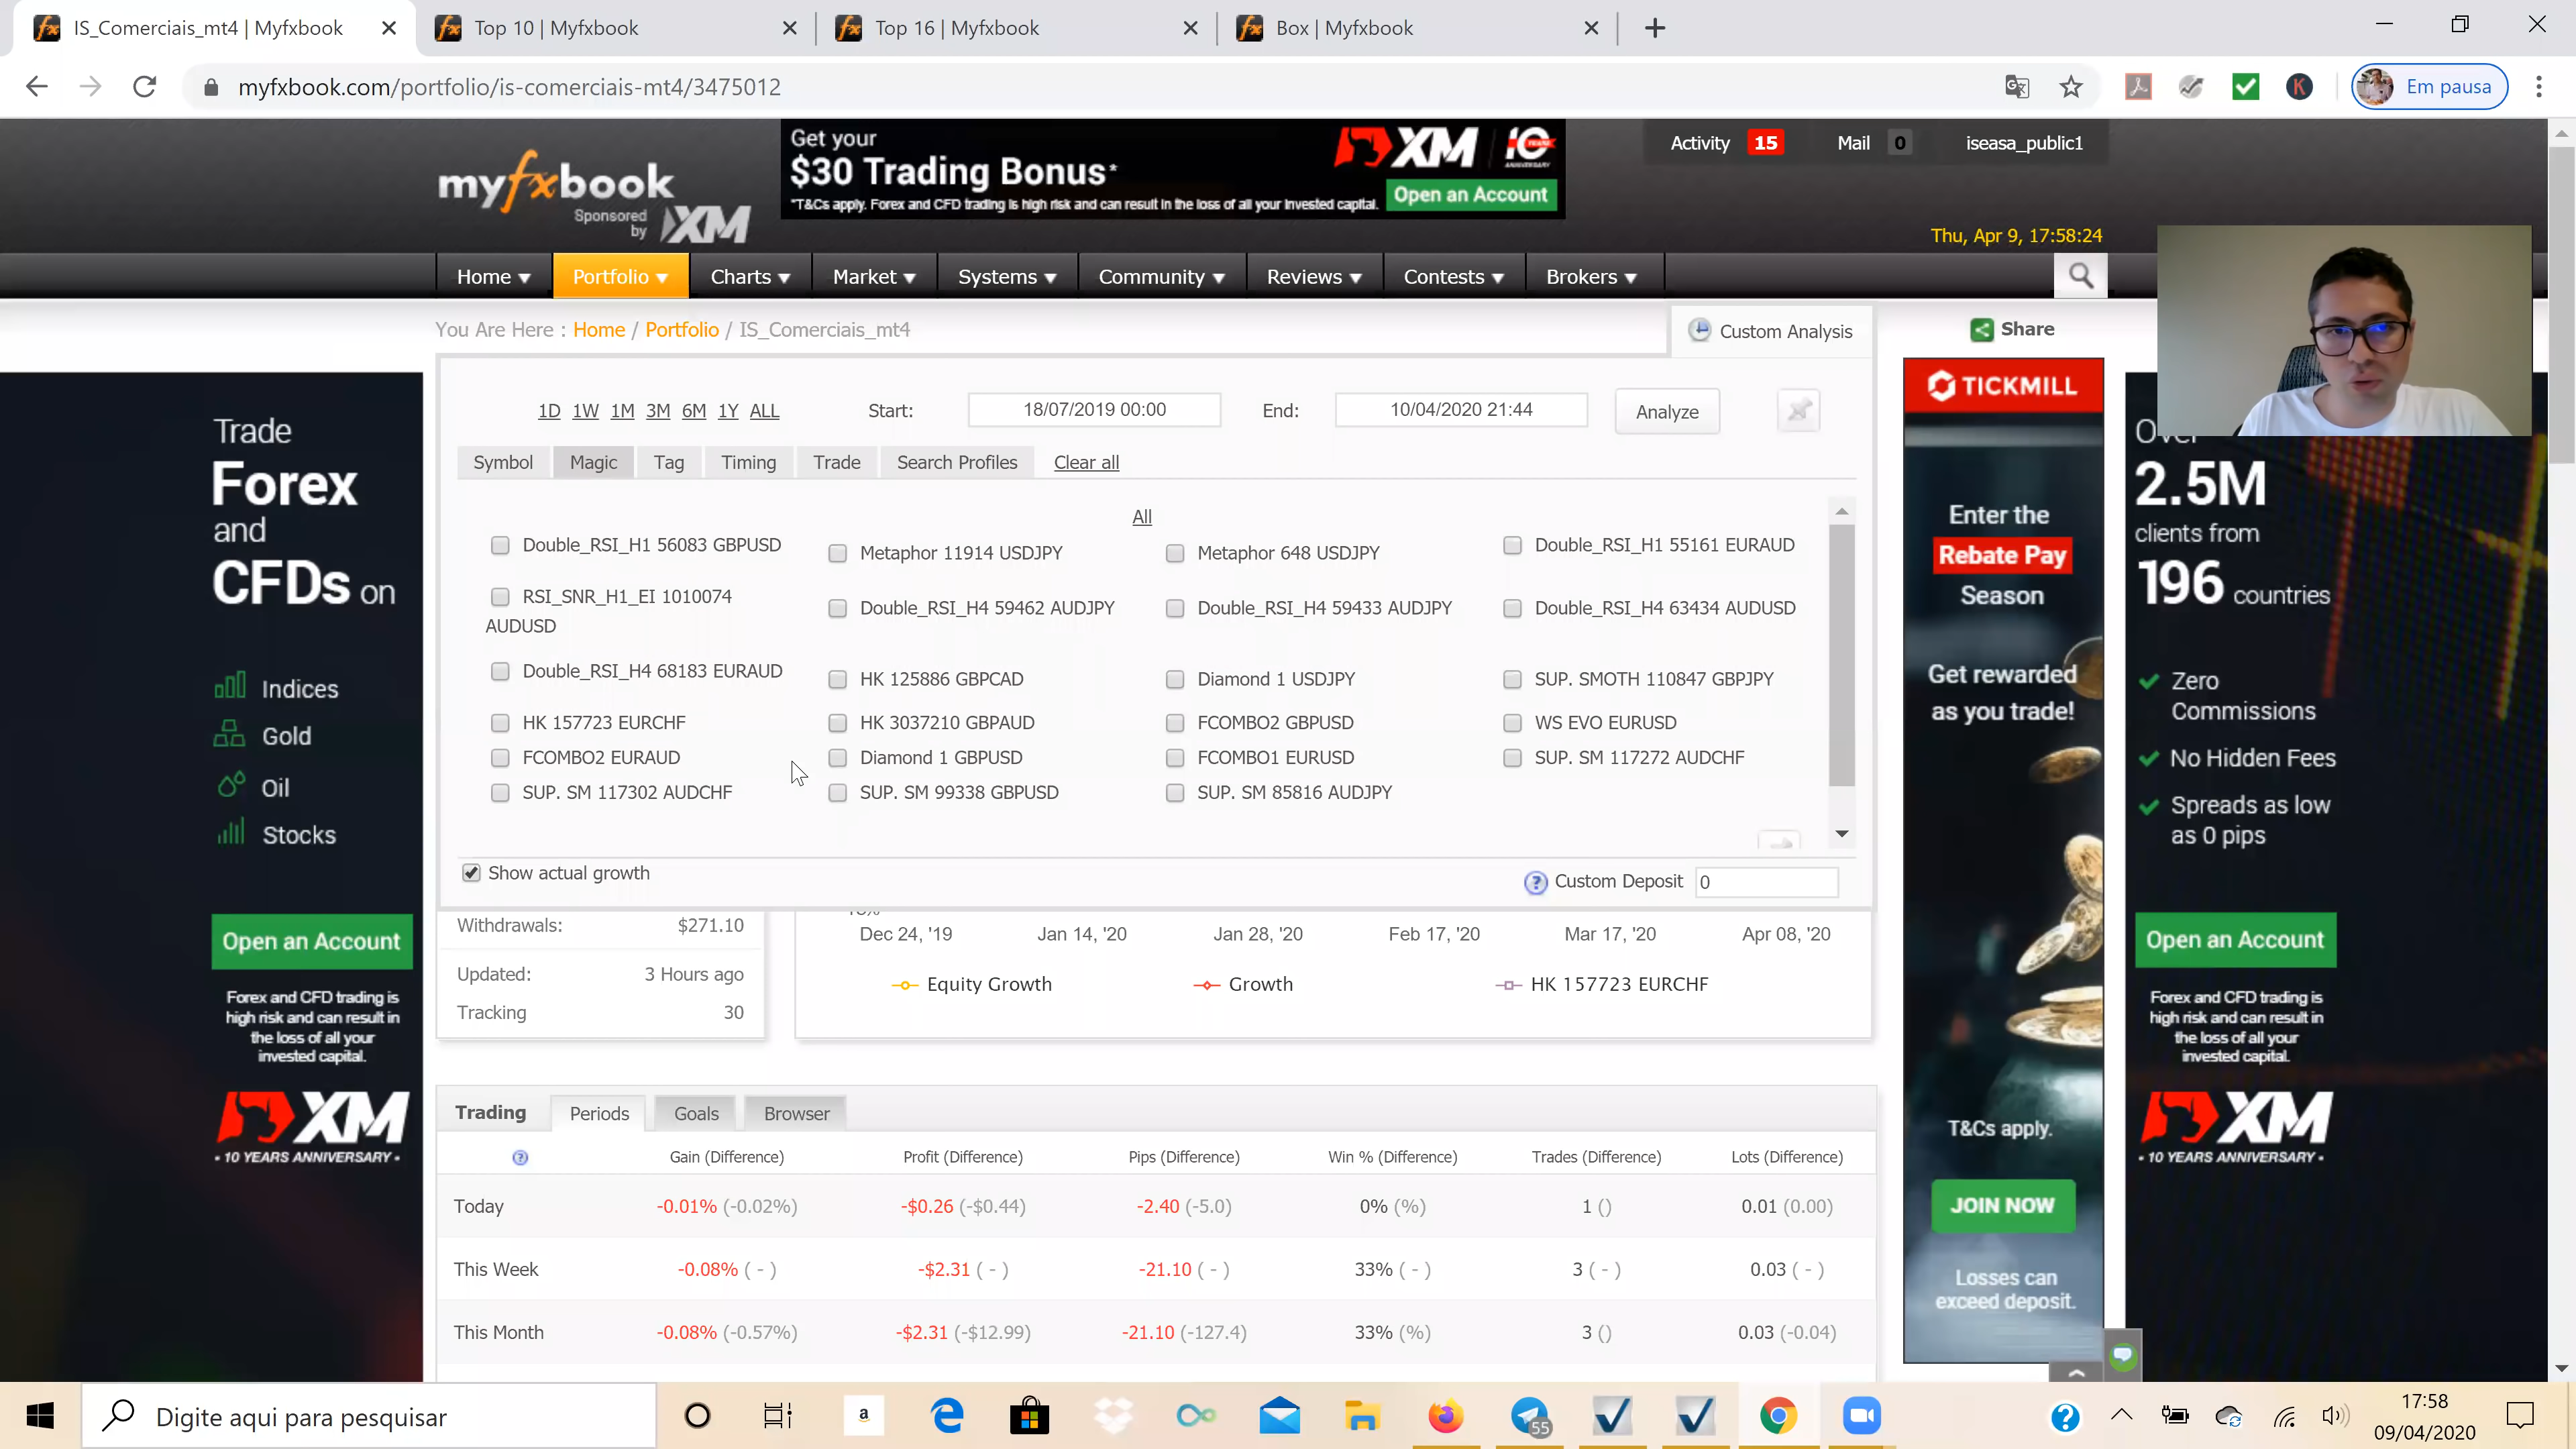 IS_Comerciais_mt4 | Myfxbook
Top 10 | Myfxbook
Top 16 | Myfxbook
Box | Myfxbook
myfxbook.com/portfolio/is-comerciais-mt4/3475012
Em pausa
myfxbook
Sponsored by XM
Get your
$30 Trading Bonus*
*T&Cs apply. Forex and CFD trading is high risk and can result in the loss of all your invested capital.
XM 10
Open an Account
Activity 15 Mail 0 iseasa_public1
Thu, Apr 9, 17:58:24
Home Portfolio Charts Market Systems Community Reviews Contests Brokers
You Are Here : Home / Portfolio / IS_Comerciais_mt4
Custom Analysis
Share
1D 1W 1M 3M 6M 1Y ALL Start: 18/07/2019 00:00 End: 10/04/2020 21:44 Analyze
Symbol Magic Tag Timing Trade Search Profiles Clear all
All
Double_RSI_H1 56083 GBPUSD Metaphor 11914 USDJPY Metaphor 648 USDJPY Double_RSI_H1 55161 EURAUD
RSI_SNR_H1_EI 1010074 AUDUSD Double_RSI_H4 59462 AUDJPY Double_RSI_H4 59433 AUDJPY Double_RSI_H4 63434 AUDUSD
Double_RSI_H4 68183 EURAUD HK 125886 GBPCAD Diamond 1 USDJPY SUP. SMOTH 110847 GBPJPY
HK 157723 EURCHF HK 3037210 GBPAUD FCOMBO2 GBPUSD WS EVO EURUSD
FCOMBO2 EURAUD Diamond 1 GBPUSD FCOMBO1 EURUSD SUP. SM 117272 AUDCHF
SUP. SM 117302 AUDCHF SUP. SM 99338 GBPUSD SUP. SM 85816 AUDJPY
Show actual growth
Custom Deposit 0
Withdrawals: $271.10
Updated: 3 Hours ago
Tracking 30
Dec 24, '19 Jan 14, '20 Jan 28, '20 Feb 17, '20 Mar 17, '20 Apr 08, '20
Equity Growth Growth HK 157723 EURCHF
Trading Periods Goals Browser
Gain (Difference) Profit (Difference) Pips (Difference) Win % (Difference) Trades (Difference) Lots (Difference)
Today -0.01% (-0.02%) -$0.26 (-$0.44) -2.40 (-5.0) 0% (%) 1 () 0.01 (0.00)
This Week -0.08% ( - ) -$2.31 ( - ) -21.10 ( - ) 33% ( - ) 3 ( - ) 0.03 ( - )
This Month -0.08% (-0.57%) -$2.31 (-$12.99) -21.10 (-127.4) 33% (%) 3 () 0.03 (-0.04)
Trade
Forex
and
CFDs on
Indices
Gold
Oil
Stocks
Open an Account
Forex and CFD trading is
high risk and can result in
the loss of all your
invested capital.
XM
• 10 YEARS ANNIVERSARY •
TICKMILL
Enter the
Rebate Pay
Season
Get rewarded
as you trade!
T&Cs apply.
JOIN NOW
Losses can
exceed deposit.
Over
2.5M
clients from
196 countries
Zero
Commissions
No Hidden Fees
Spreads as low
as 0 pips
Open an Account
Forex and CFD trading is
high risk and can result in
the loss of all your
invested capital.
XM
• 10 YEARS ANNIVERSARY •
Digite aqui para pesquisar
a
55
17:58
09/04/2020